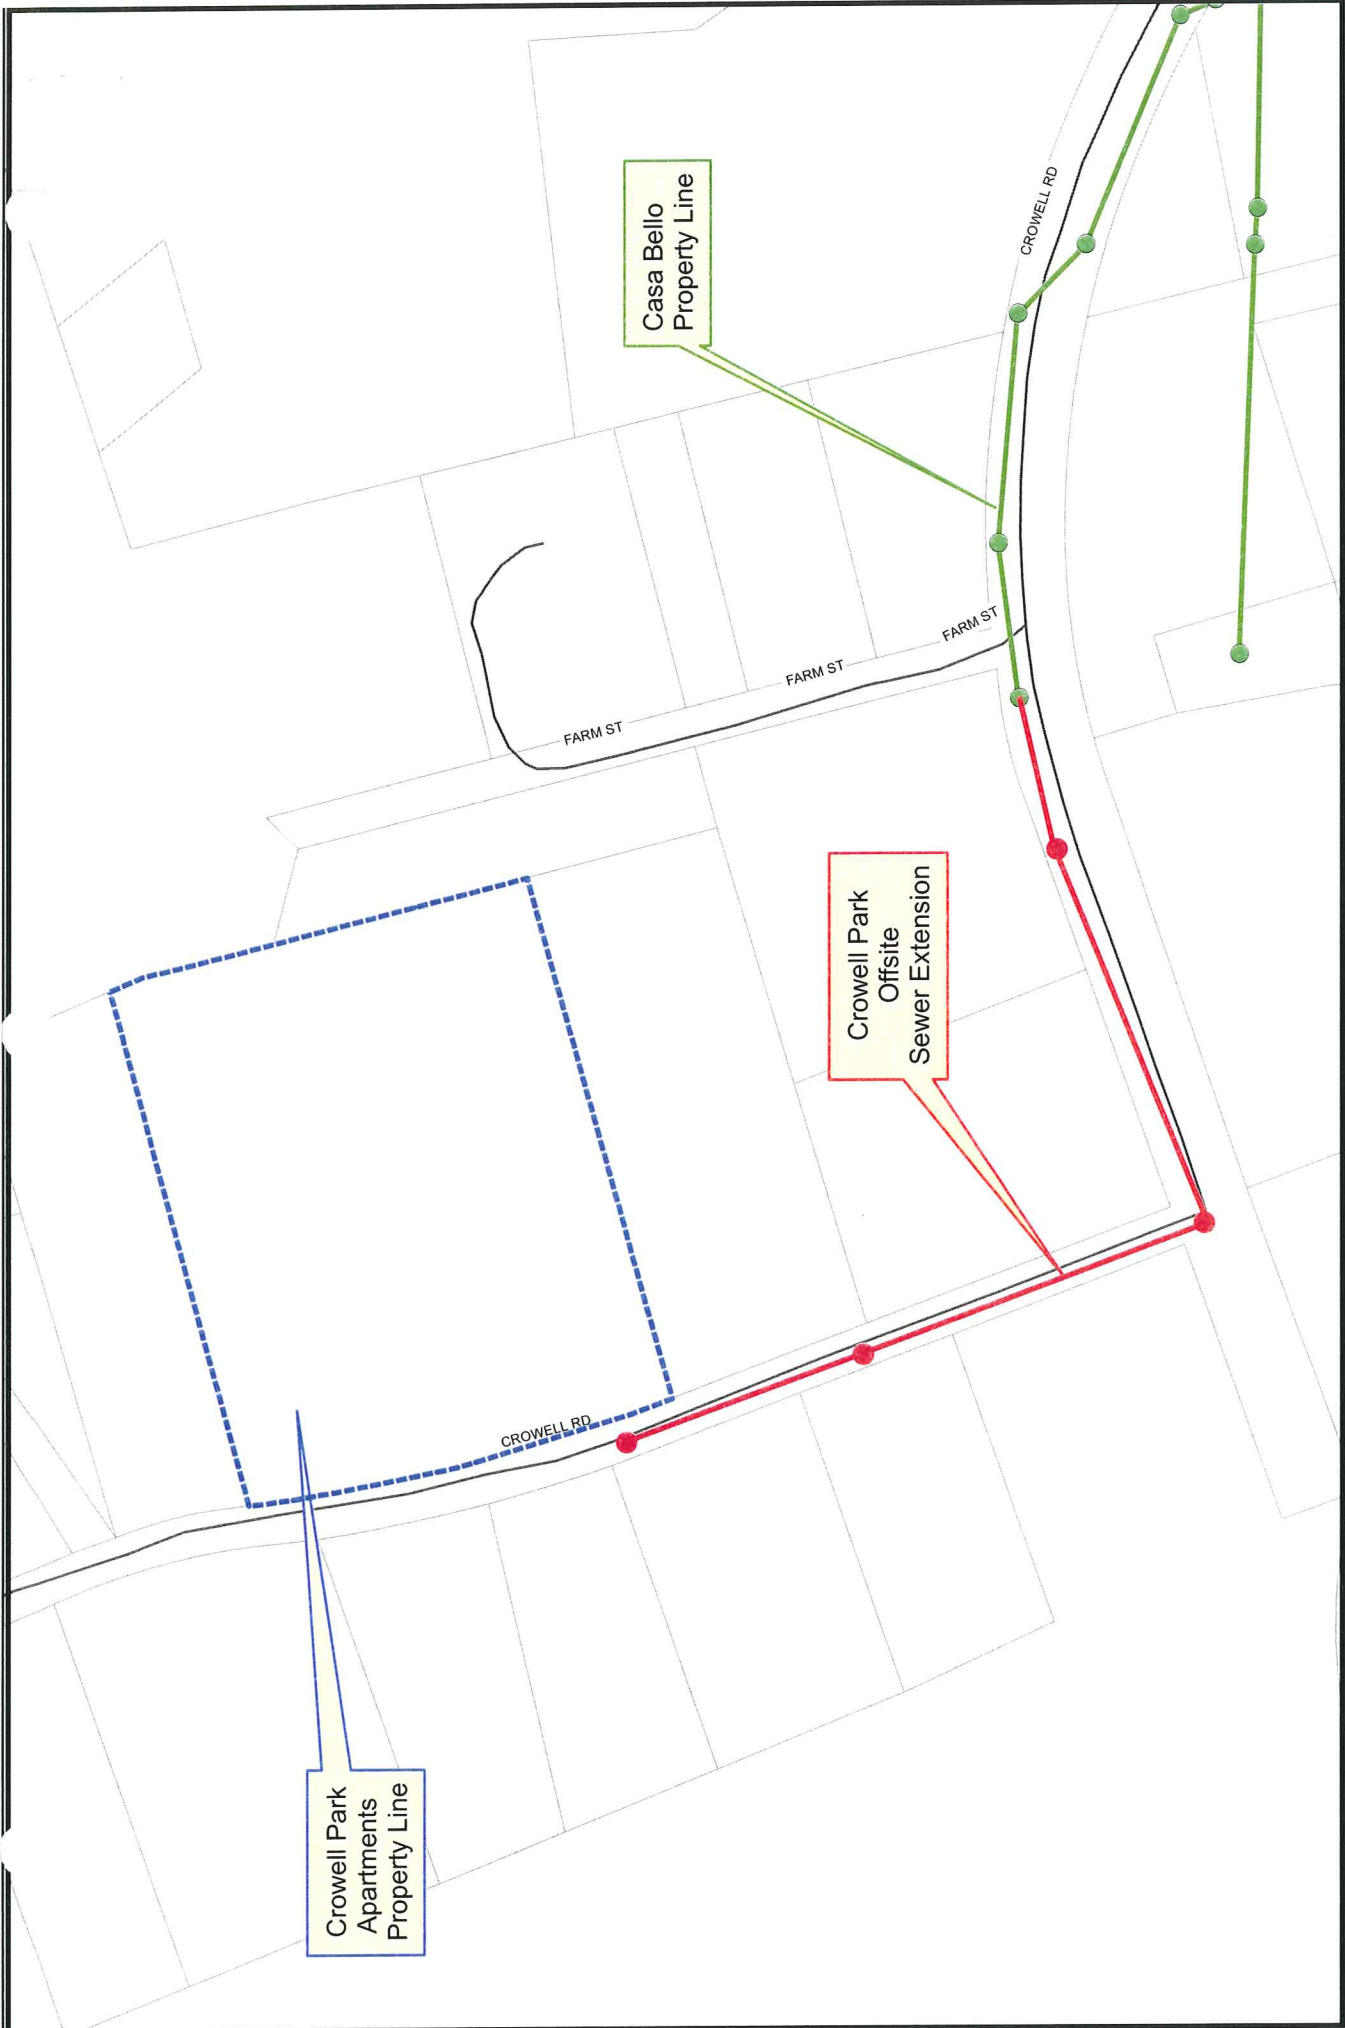 Casa Bello
Property Line
CROWELL RD
FARM ST
FARM ST
FARM ST
Crowell Park
Offsite
Sewer Extension
CROWELL RD
Crowell Park
Apartments
Property Line